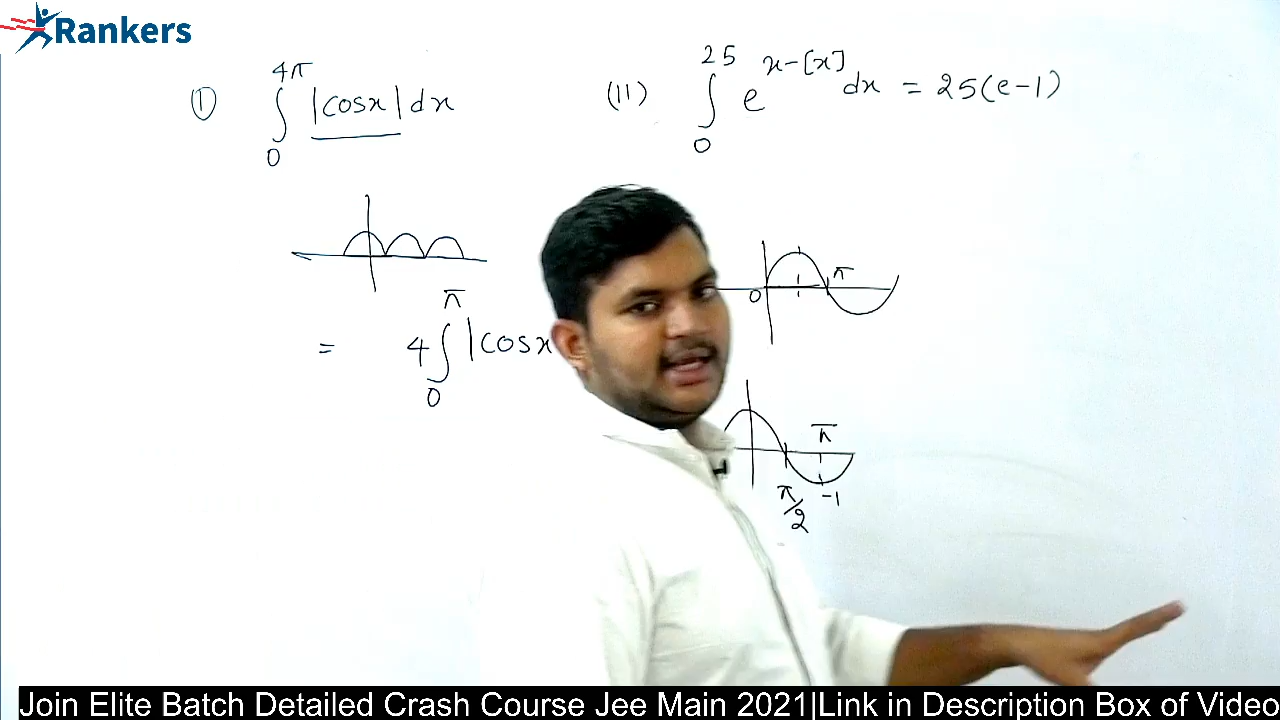 Rankers
① ∫₀^{4π} |cosx| dx
(11) ∫₀^{25} e^{x-[x]} dx = 25(e-1)
= 4 ∫₀^{π} |cosx
0 π
π
π/2 -1
Join Elite Batch Detailed Crash Course Jee Main 2021|Link in Description Box of Video